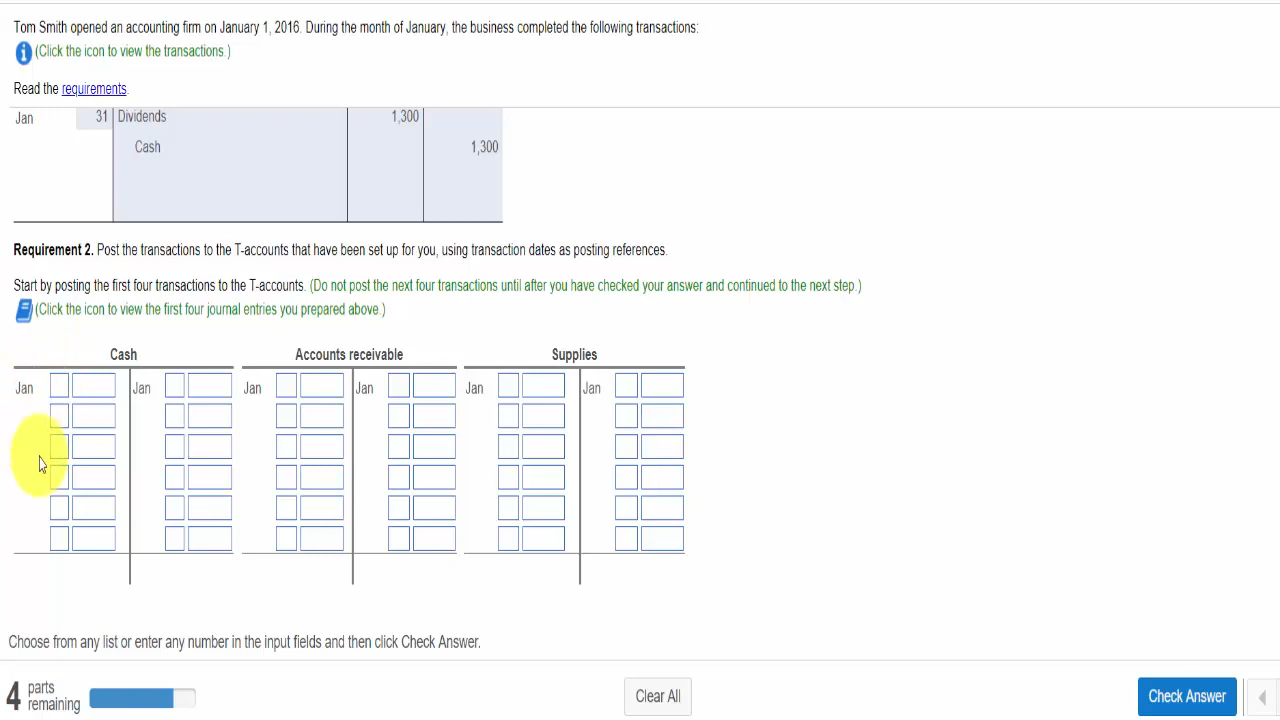 Tom Smith opened an accounting firm on January 1, 2016. During the month of January, the business completed the following transactions:
(Click the icon to view the transactions.)
Read the requirements.
Jan 31 Dividends 1,300
Cash 1,300
Requirement 2. Post the transactions to the T-accounts that have been set up for you, using transaction dates as posting references.
Start by posting the first four transactions to the T-accounts. (Do not post the next four transactions until after you have checked your answer and continued to the next step.)
(Click the icon to view the first four journal entries you prepared above.)
Cash Accounts receivable Supplies
Jan Jan Jan Jan Jan Jan
Choose from any list or enter any number in the input fields and then click Check Answer.
4 parts remaining Clear All Check Answer